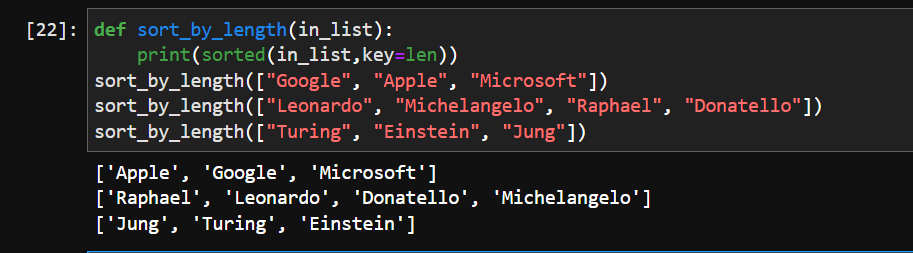 [22]: def sort_by_length(in_list):
    print(sorted(in_list,key=len))
sort_by_length(["Google", "Apple", "Microsoft"])
sort_by_length(["Leonardo", "Michelangelo", "Raphael", "Donatello"])
sort_by_length(["Turing", "Einstein", "Jung"])
['Apple', 'Google', 'Microsoft']
['Raphael', 'Leonardo', 'Donatello', 'Michelangelo']
['Jung', 'Turing', 'Einstein']